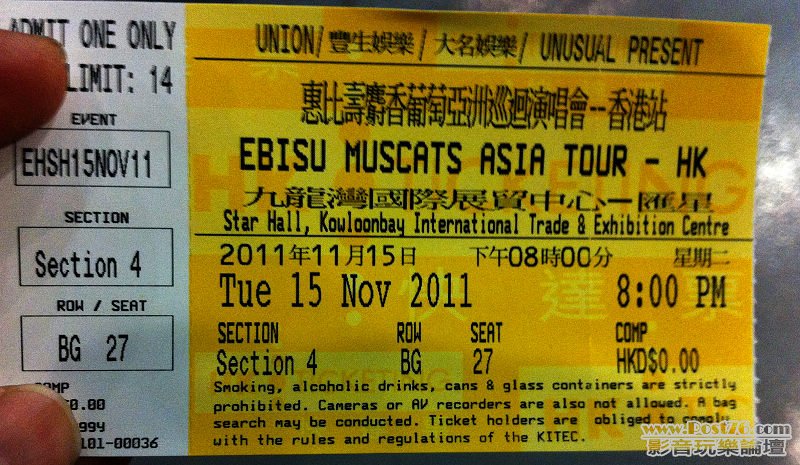 ADMIT ONE ONLY
LIMIT: 14
EVENT
EHSH15NOV11
SECTION
Section 4
ROW / SEAT
BG 27
COMP
0.00
ggy
101-00036
UNION/ 豐生娛樂/ 大名娛樂/ UNUSUAL PRESENT
惠比壽麝香葡萄亞洲巡迴演唱會--香港站
EBISU MUSCATS ASIA TOUR - HK
九龍灣國際展貿中心一匯星
Star Hall, Kowloonbay International Trade & Exhibition Centre
2011年11月15日 下午08時00分 星期二
Tue 15 Nov 2011 8:00 PM
SECTION ROW SEAT COMP
Section 4 BG 27 HKD$0.00
Smoking, alcoholic drinks, cans & glass containers are strictly
prohibited. Cameras or AV recorders are also not allowed. A bag
search may be conducted. Ticket holders are obliged to comply
with the rules and regulations of the KITEC.
www.Post76.com
影音玩樂論壇